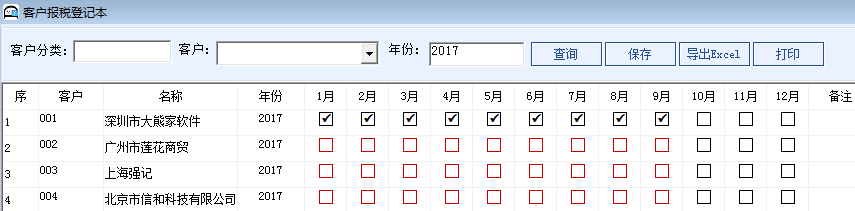 客户报税登记本
客户分类： 客户： 年份： 2017 查询 保存 导出Excel 打印
序 客户 名称 年份 1月 2月 3月 4月 5月 6月 7月 8月 9月 10月 11月 12月 备注
1 001 深圳市大熊家软件 2017
2 002 广州市莲花商贸 2017
3 003 上海强记 2017
4 004 北京市信和科技有限公司 2017